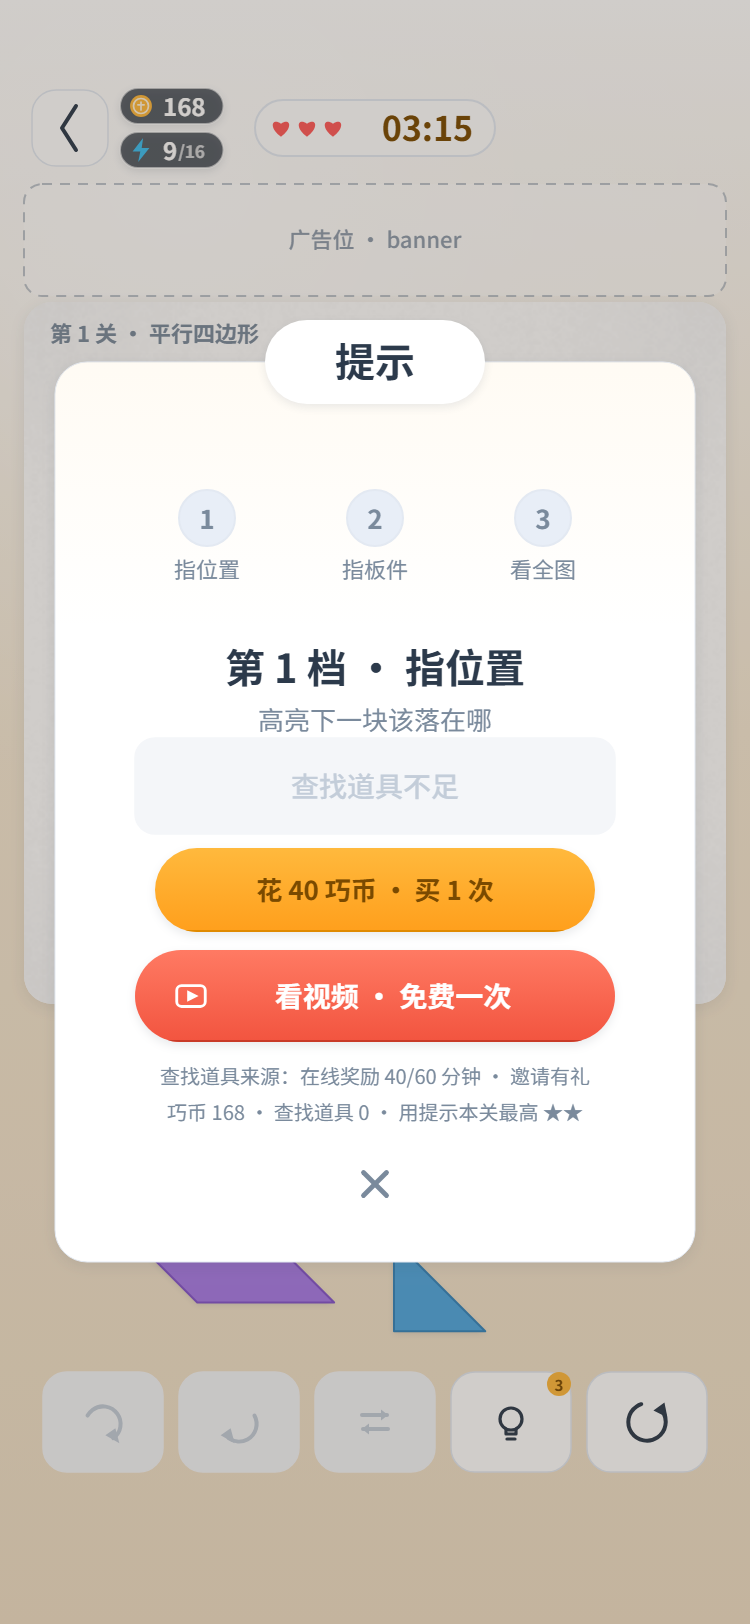 168
9/16
03:15
广告位 · banner
第 1 关 · 平行四边形
提示
1
2
3
指位置
指板件
看全图
第 1 档 · 指位置
高亮下一块该落在哪
查找道具不足
花 40 巧币 · 买 1 次
看视频 · 免费一次
查找道具来源：在线奖励 40/60 分钟 · 邀请有礼
巧币 168 · 查找道具 0 · 用提示本关最高 ★★
3